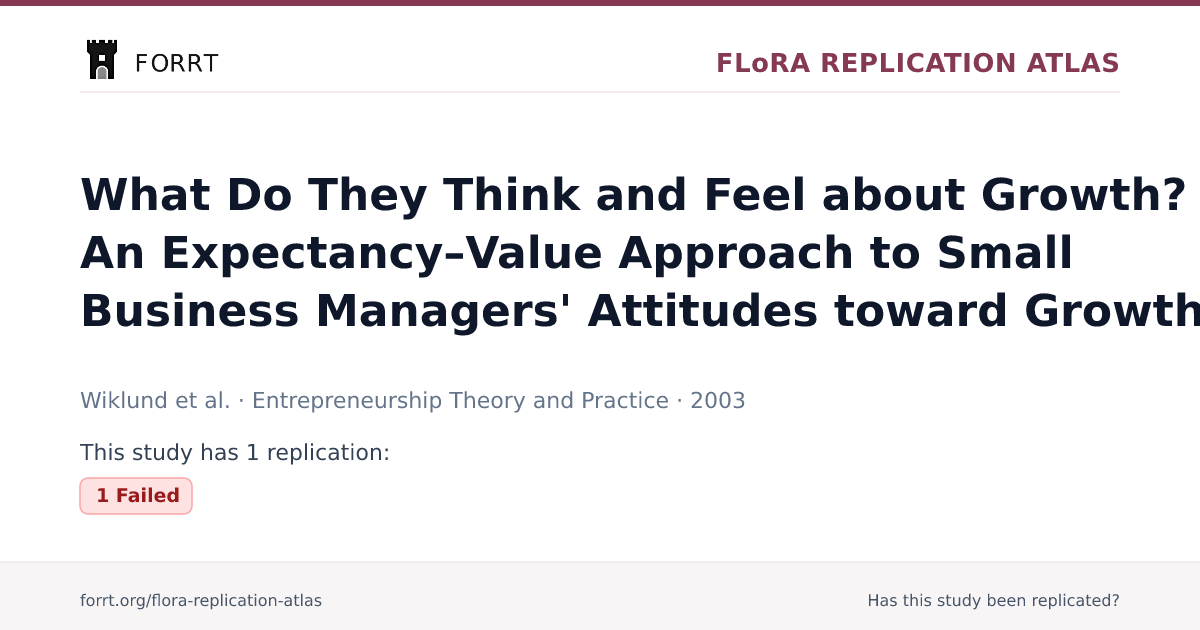 FORRT
FLoRA REPLICATION ATLAS
What Do They Think and Feel about Growth?
An Expectancy–Value Approach to Small
Business Managers' Attitudes toward Growth
Wiklund et al. · Entrepreneurship Theory and Practice · 2003
This study has 1 replication:
1 Failed
forrt.org/flora-replication-atlas
Has this study been replicated?